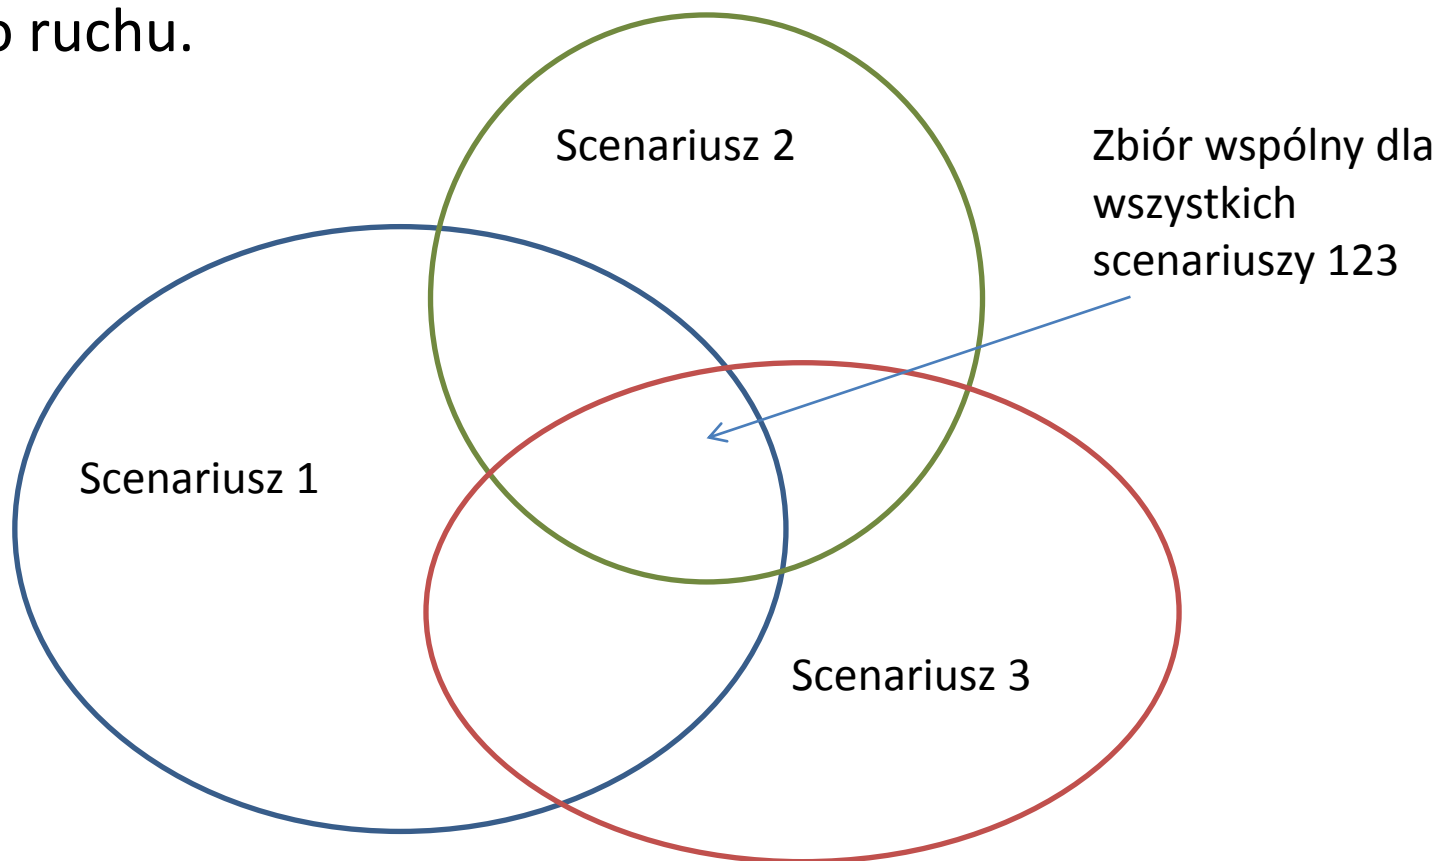 o ruchu.
Scenariusz 2
Zbiór wspólny dla
wszystkich
scenariuszy 123
Scenariusz 1
Scenariusz 3